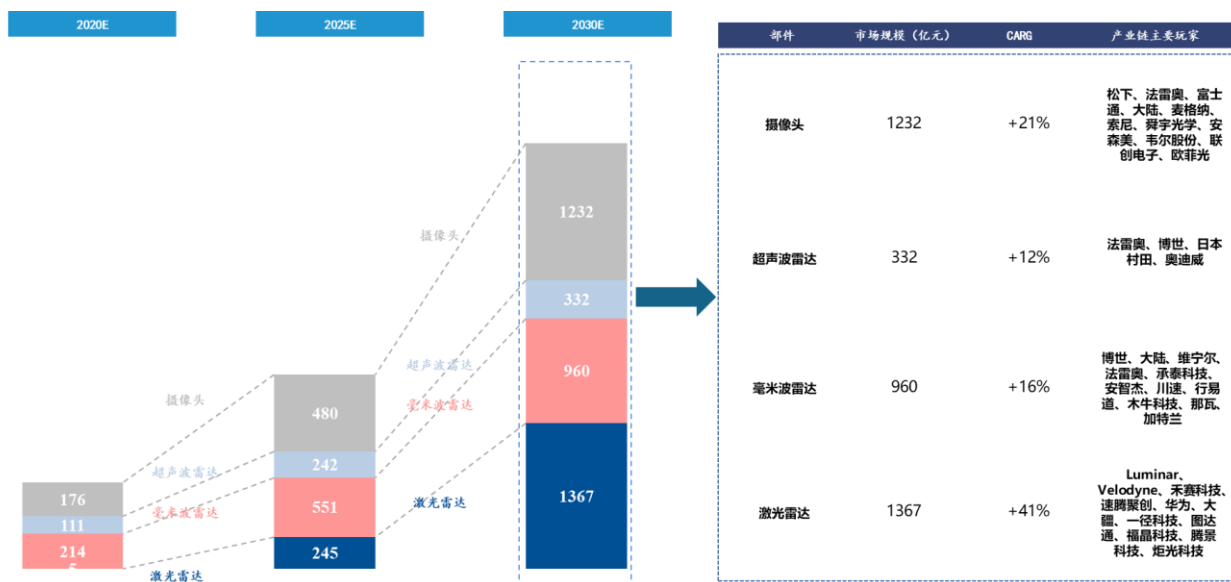 2020E
2025E
2030E
摄像头
176
超声波雷达
111
毫米波雷达
214
5
激光雷达
摄像头
480
超声波雷达
242
毫米波雷达
551
激光雷达
245
1232
332
960
1367
部件 市场规模（亿元） CARG 产业链主要玩家
摄像头 1232 +21%
松下、法雷奥、富士
通、大陆、麦格纳、
索尼、舜宇光学、安
森美、韦尔股份、联
创电子、欧菲光
超声波雷达 332 +12%
法雷奥、博世、日本
村田、奥迪威
毫米波雷达 960 +16%
博世、大陆、维宁尔、
法雷奥、承泰科技、
安智杰、川速、行易
道、木牛科技、那瓦、
加特兰
激光雷达 1367 +41%
Luminar、
Velodyne、禾赛科技、
速腾聚创、华为、大
疆、一径科技、图达
通、福晶科技、腾景
科技、炬光科技